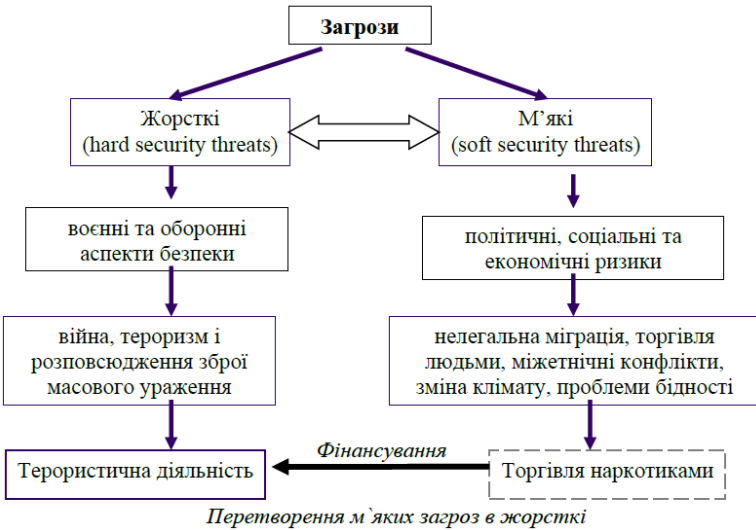 Загрози
Жорсткі
(hard security threats)
М’які
(soft security threats)
воєнні та оборонні
аспекти безпеки
політичні, соціальні та
економічні ризики
війна, тероризм і
розповсюдження зброї
масового ураження
нелегальна міграція, торгівля
людьми, міжетнічні конфлікти,
зміна клімату, проблеми бідності
Терористична діяльність
Фінансування
Торгівля наркотиками
Перетворення м`яких загроз в жорсткі